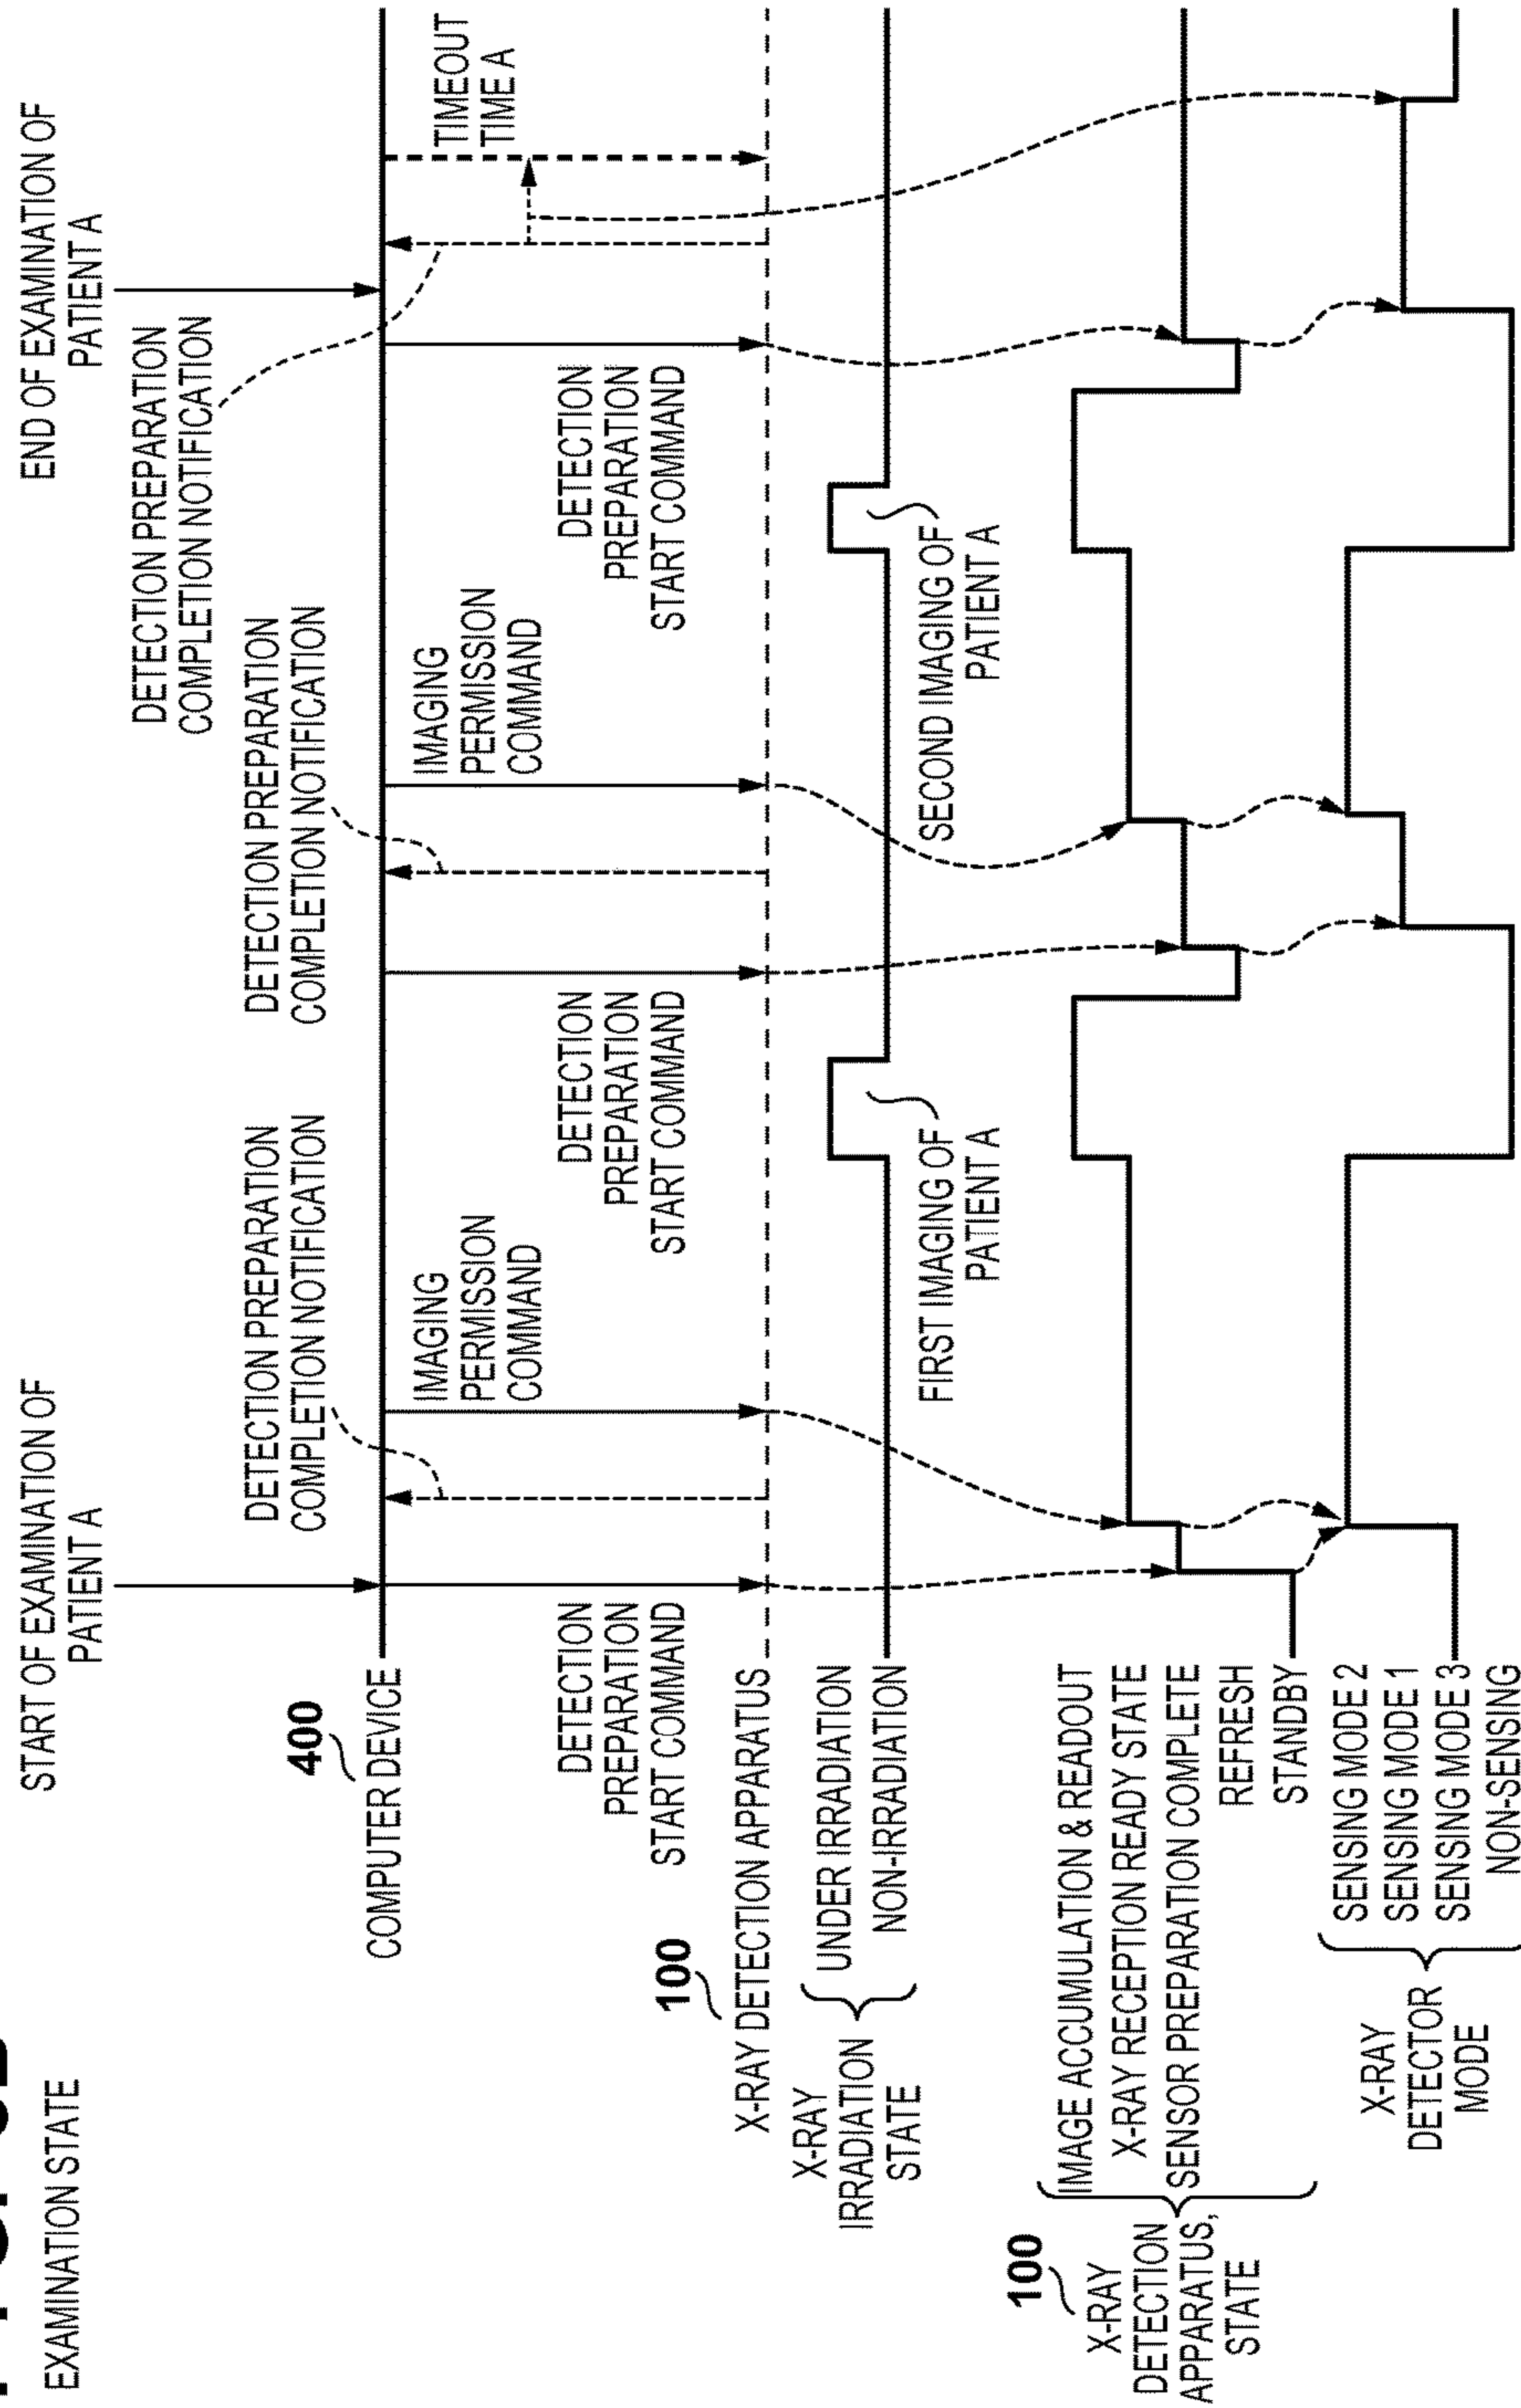 EXAMINATION STATE
START OF EXAMINATION OF
PATIENT A
END OF EXAMINATION OF
PATIENT A
DETECTION PREPARATION
COMPLETION NOTIFICATION
DETECTION PREPARATION
COMPLETION NOTIFICATION
DETECTION PREPARATION
COMPLETION NOTIFICATION
400
COMPUTER DEVICE
IMAGING
PERMISSION
COMMAND
IMAGING
PERMISSION
COMMAND
TIMEOUT
TIME A
DETECTION
PREPARATION
START COMMAND
DETECTION
PREPARATION
START COMMAND
DETECTION
PREPARATION
START COMMAND
100
X-RAY DETECTION APPARATUS
X-RAY
IRRADIATION
STATE
UNDER IRRADIATION
NON-IRRADIATION
FIRST IMAGING OF
PATIENT A
SECOND IMAGING OF
PATIENT A
100
X-RAY
DETECTION
APPARATUS,
STATE
IMAGE ACCUMULATION & READOUT
X-RAY RECEPTION READY STATE
SENSOR PREPARATION COMPLETE
REFRESH
STANDBY
X-RAY
DETECTOR
MODE
SENSING MODE 2
SENSING MODE 1
SENSING MODE 3
NON-SENSING